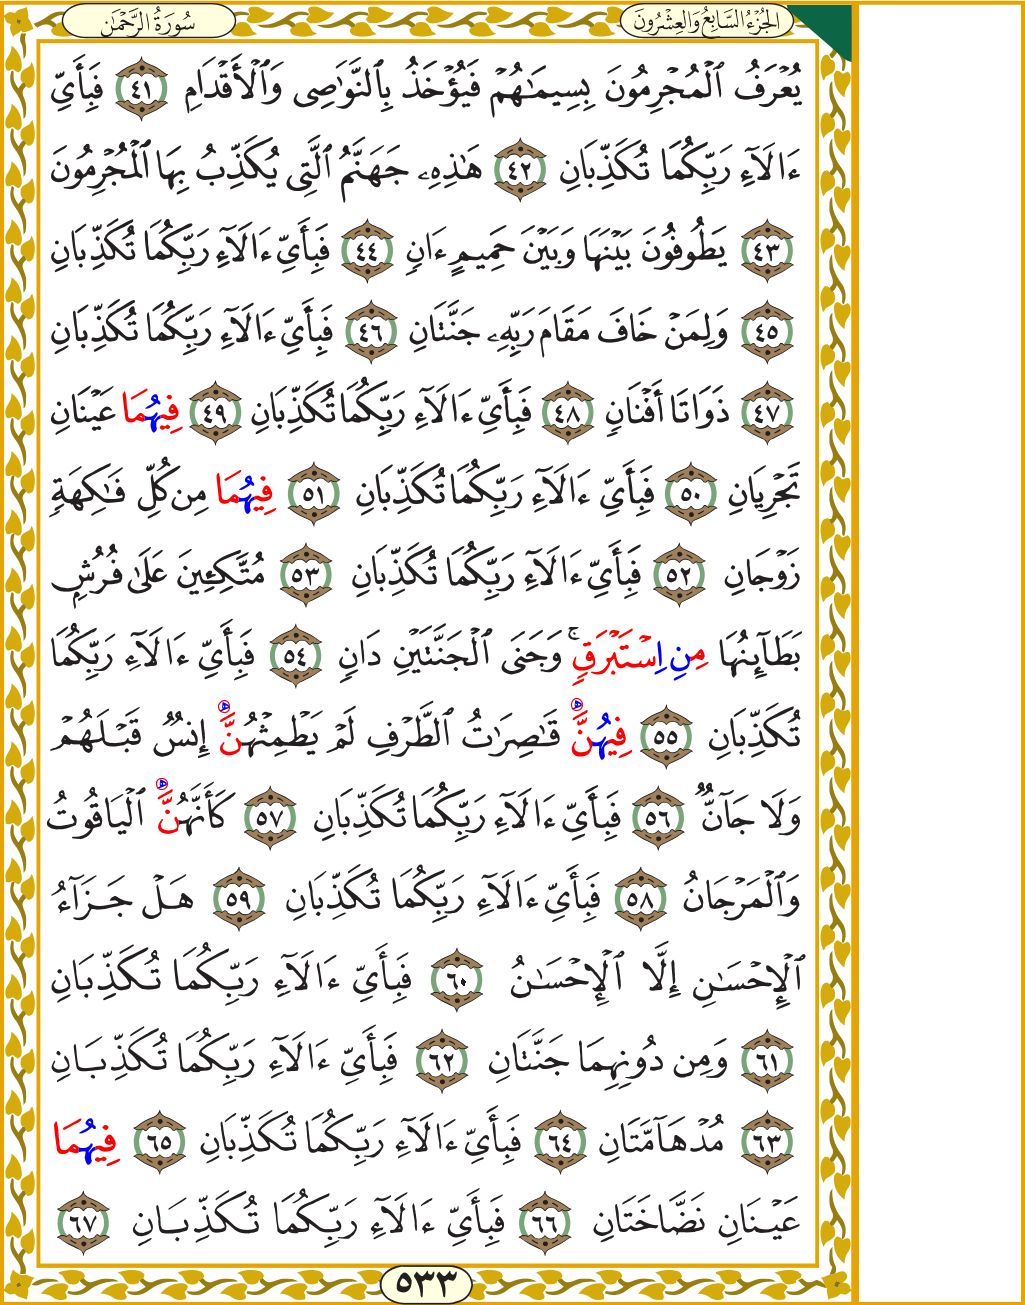 سُورَةُ الرَّحْمَٰن
الجُزْءُ السَّابِعُ وَالعِشْرُونَ
يُعْرَفُ ٱلْمُجْرِمُونَ بِسِيمَـٰهُمْ فَيُؤْخَذُ بِٱلنَّوَٰصِى وَٱلْأَقْدَامِ ٤١ فَبِأَىِّ
ءَالَآءِ رَبِّكُمَا تُكَذِّبَانِ ٤٢ هَـٰذِهِۦ جَهَنَّمُ ٱلَّتِى يُكَذِّبُ بِهَا ٱلْمُجْرِمُونَ
٤٣ يَطُوفُونَ بَيْنَهَا وَبَيْنَ حَمِيمٍ ءَانٍ ٤٤ فَبِأَىِّ ءَالَآءِ رَبِّكُمَا تُكَذِّبَانِ
٤٥ وَلِمَنْ خَافَ مَقَامَ رَبِّهِۦ جَنَّتَانِ ٤٦ فَبِأَىِّ ءَالَآءِ رَبِّكُمَا تُكَذِّبَانِ
٤٧ ذَوَاتَا أَفْنَانٍ ٤٨ فَبِأَىِّ ءَالَآءِ رَبِّكُمَا تُكَذِّبَانِ ٤٩ فِيهُمَا عَيْنَانِ
تَجْرِيَانِ ٥٠ فَبِأَىِّ ءَالَآءِ رَبِّكُمَا تُكَذِّبَانِ ٥١ فِيهُمَا مِن كُلِّ فَـٰكِهَةٍ
زَوْجَانِ ٥٢ فَبِأَىِّ ءَالَآءِ رَبِّكُمَا تُكَذِّبَانِ ٥٣ مُتَّكِـِٔينَ عَلَىٰ فُرُشٍ
بَطَآئِنُهَا مِنِ اِسْتَبْرَقٍ ۚ وَجَنَى ٱلْجَنَّتَيْنِ دَانٍ ٥٤ فَبِأَىِّ ءَالَآءِ رَبِّكُمَا
تُكَذِّبَانِ ٥٥ فِيهُنَّ قَـٰصِرَٰتُ ٱلطَّرْفِ لَمْ يَطْمِثْهُنَّ إِنسٌ قَبْلَهُمْ
وَلَا جَآنٌّ ٥٦ فَبِأَىِّ ءَالَآءِ رَبِّكُمَا تُكَذِّبَانِ ٥٧ كَأَنَّهُنَّ ٱلْيَاقُوتُ
وَٱلْمَرْجَانُ ٥٨ فَبِأَىِّ ءَالَآءِ رَبِّكُمَا تُكَذِّبَانِ ٥٩ هَلْ جَزَآءُ
ٱلْإِحْسَـٰنِ إِلَّا ٱلْإِحْسَـٰنُ ٦٠ فَبِأَىِّ ءَالَآءِ رَبِّكُمَا تُكَذِّبَانِ
٦١ وَمِن دُونِهِمَا جَنَّتَانِ ٦٢ فَبِأَىِّ ءَالَآءِ رَبِّكُمَا تُكَذِّبَانِ
٦٣ مُدْهَآمَّتَانِ ٦٤ فَبِأَىِّ ءَالَآءِ رَبِّكُمَا تُكَذِّبَانِ ٦٥ فِيهُمَا
عَيْنَانِ نَضَّاخَتَانِ ٦٦ فَبِأَىِّ ءَالَآءِ رَبِّكُمَا تُكَذِّبَانِ ٦٧
٥٣٣